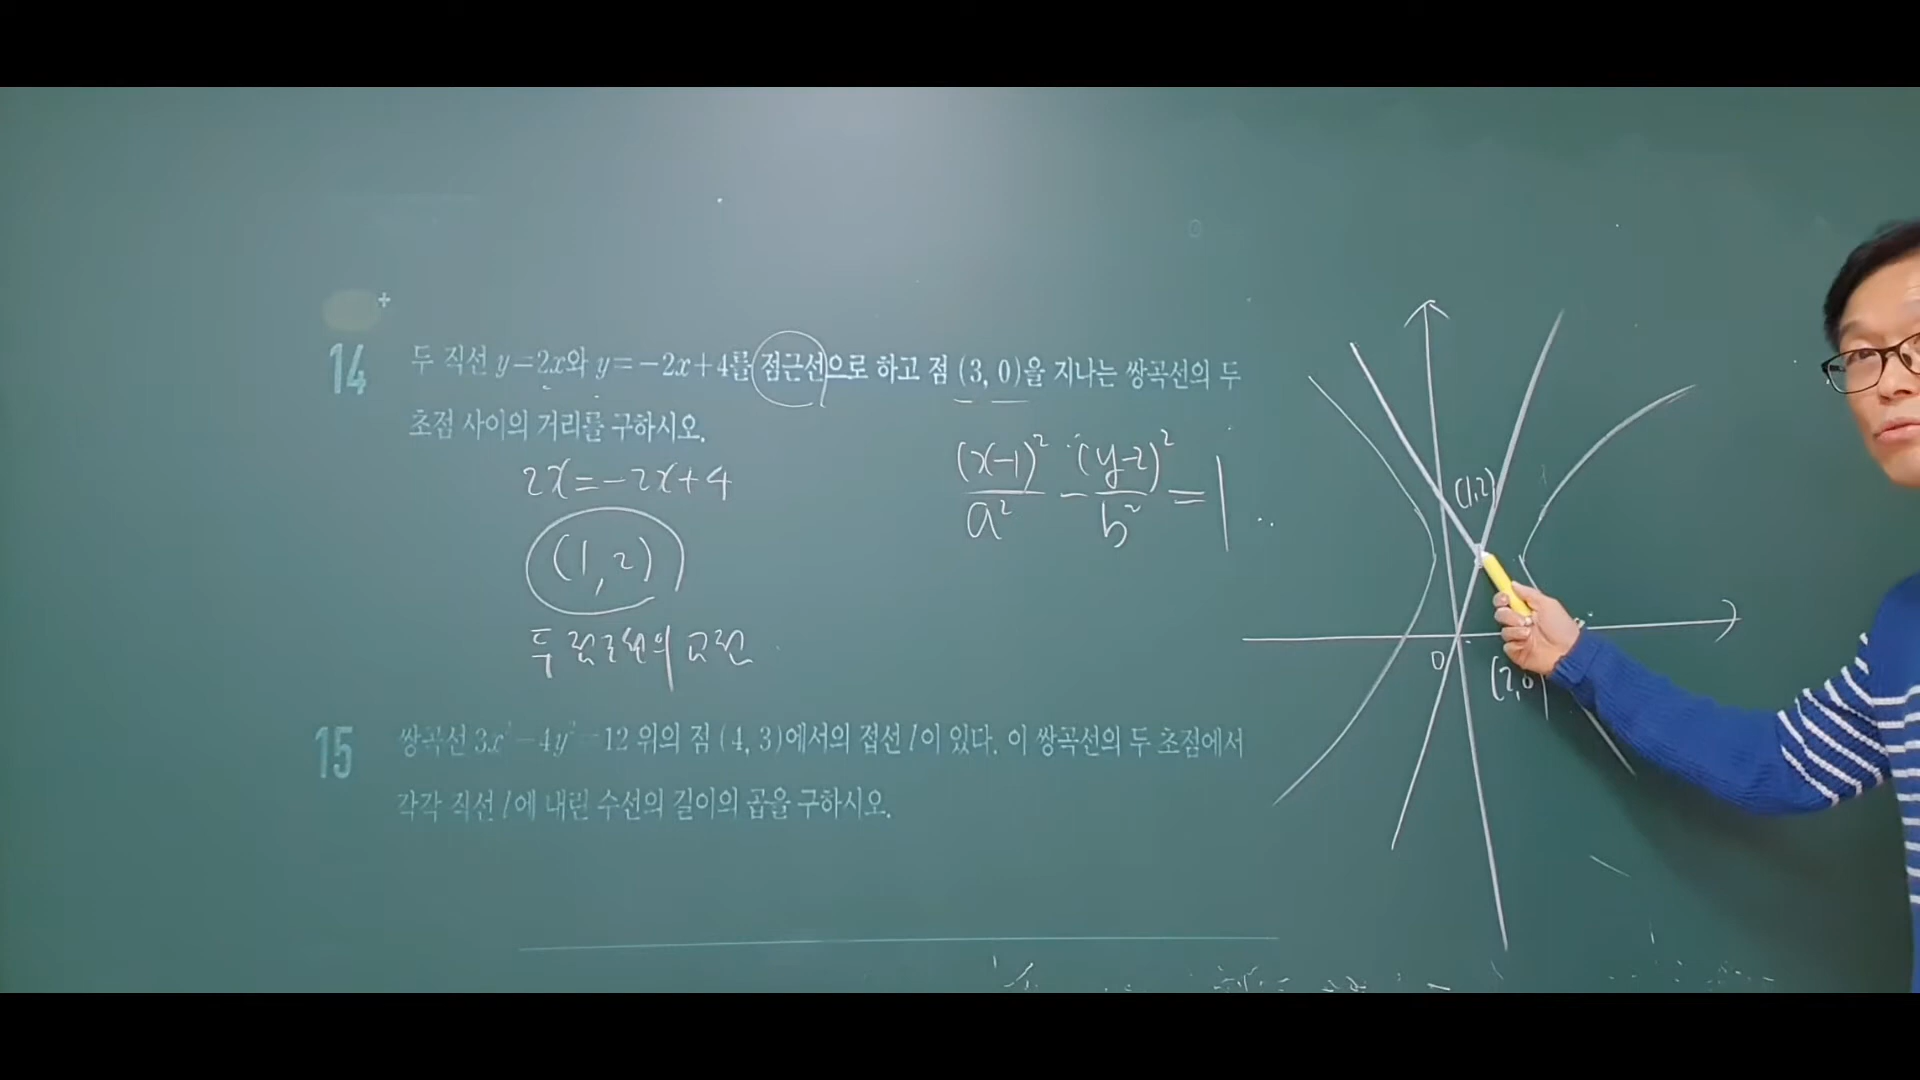 14 두 직선 y=2x와 y=-2x+4를 점근선으로 하고 점 (3, 0)을 지나는 쌍곡선의 두
초점 사이의 거리를 구하시오.
2x=-2x+4
(1,2)
두 점근선의 교점
(x-1)²/a² - (y-2)²/b² = 1
(1,2)
0
15 쌍곡선 3x²-4y²=12 위의 점 (4, 3)에서의 접선 l이 있다. 이 쌍곡선의 두 초점에서
각각 직선 l에 내린 수선의 길이의 곱을 구하시오.